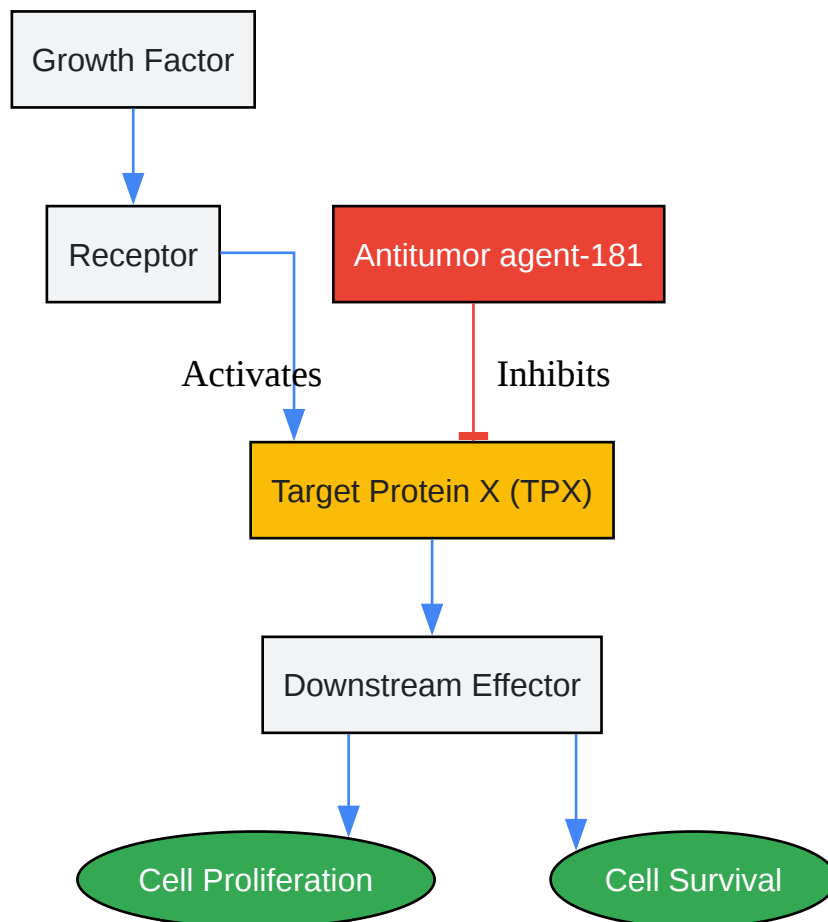 Growth Factor
Receptor
Antitumor agent-181
Activates
Inhibits
Target Protein X (TPX)
Downstream Effector
Cell Proliferation
Cell Survival